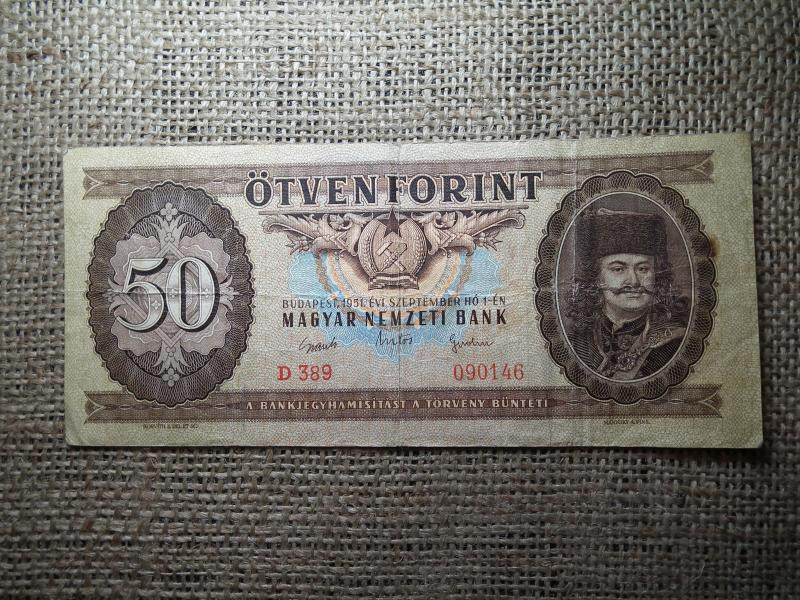 ÖTVEN FORINT
50
BUDAPEST, 1951. ÉVI SZEPTEMBER HÓ 1-ÉN
MAGYAR NEMZETI BANK
D 389 090146
A BANKJEGYHAMISÍTÁST A TÖRVÉNY BÜNTETI